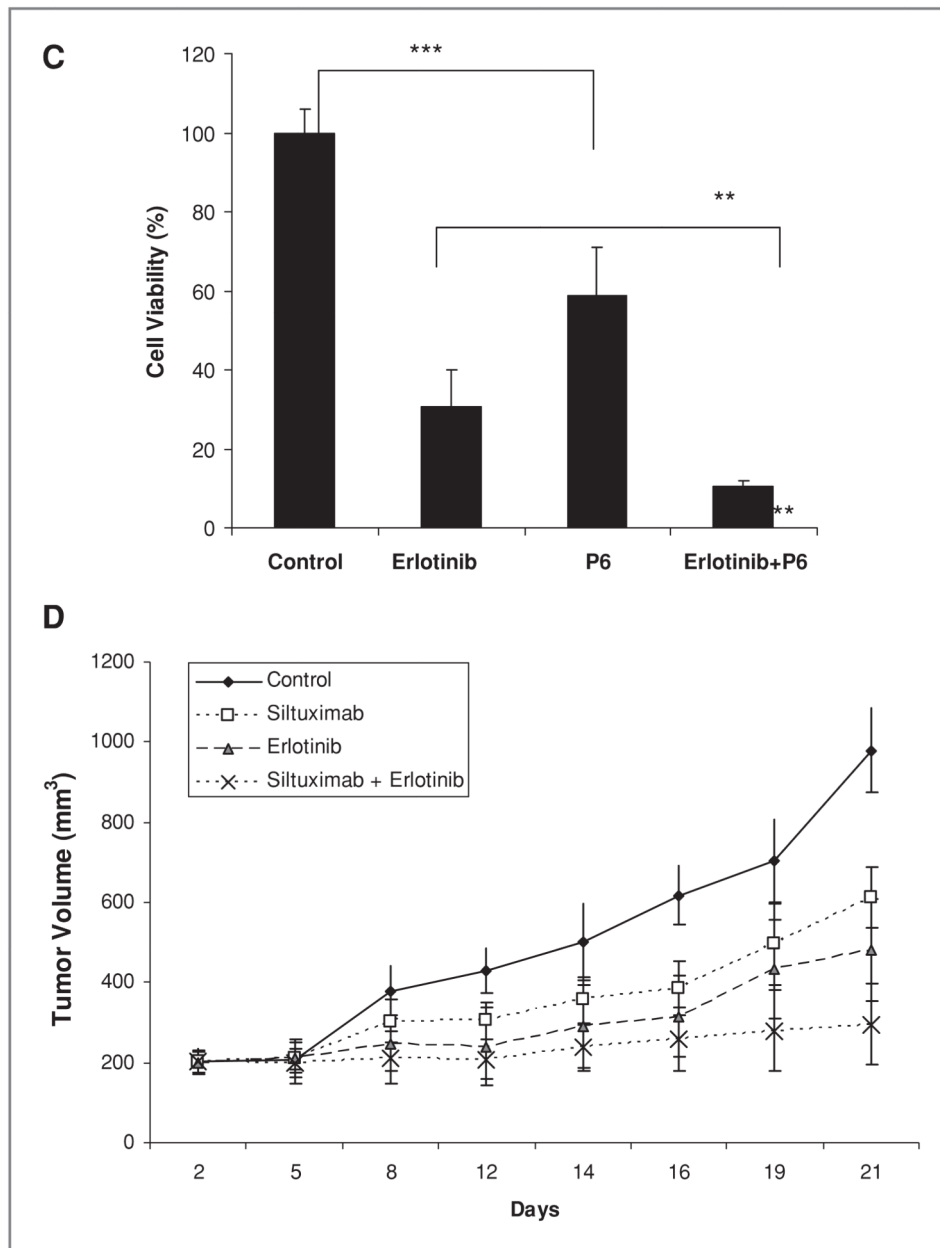 C
***
**
120
100
80
60
40
20
0
Cell Viability (%)
**
Control Erlotinib P6 Erlotinib+P6
D
1200
1000
800
600
400
200
0
Tumor Volume (mm³)
Control
Siltuximab
Erlotinib
Siltuximab + Erlotinib
2 5 8 12 14 16 19 21
Days